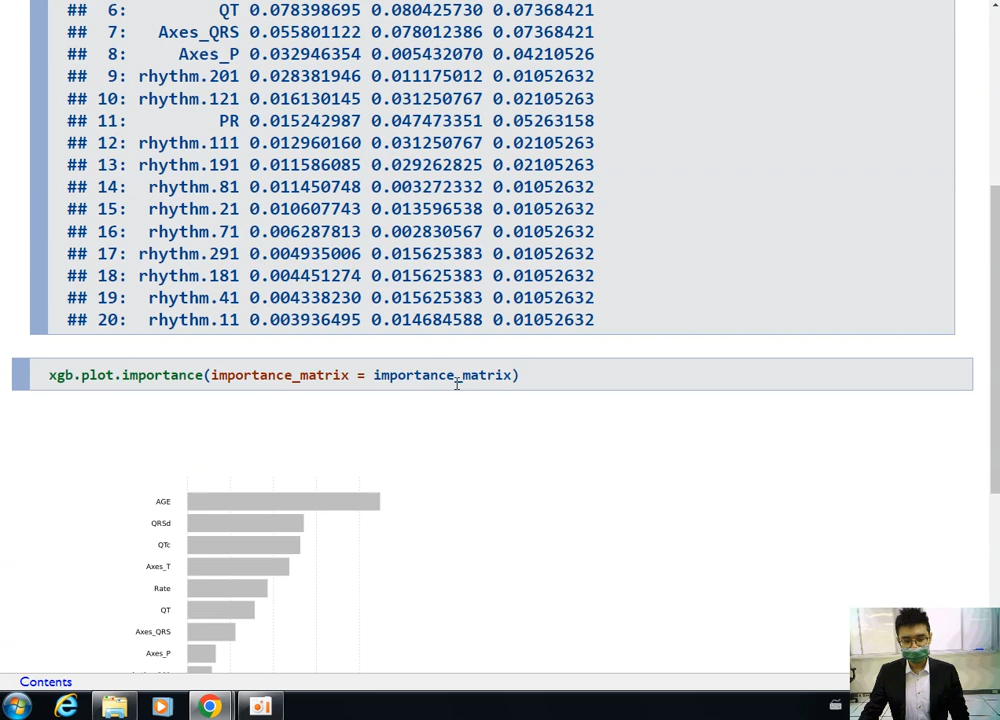 ## 6: QT 0.078398695 0.080425730 0.07368421
## 7: Axes_QRS 0.055801122 0.078012386 0.07368421
## 8: Axes_P 0.032946354 0.005432070 0.04210526
## 9: rhythm.201 0.028381946 0.011175012 0.01052632
## 10: rhythm.121 0.016130145 0.031250767 0.02105263
## 11: PR 0.015242987 0.047473351 0.05263158
## 12: rhythm.111 0.012960160 0.031250767 0.02105263
## 13: rhythm.191 0.011586085 0.029262825 0.02105263
## 14: rhythm.81 0.011450748 0.003272332 0.01052632
## 15: rhythm.21 0.010607743 0.013596538 0.01052632
## 16: rhythm.71 0.006287813 0.002830567 0.01052632
## 17: rhythm.291 0.004935006 0.015625383 0.01052632
## 18: rhythm.181 0.004451274 0.015625383 0.01052632
## 19: rhythm.41 0.004338230 0.015625383 0.01052632
## 20: rhythm.11 0.003936495 0.014684588 0.01052632
xgb.plot.importance(importance_matrix = importance_matrix)
AGE
QRSd
QTc
Axes_T
Rate
QT
Axes_QRS
Axes_P
Contents